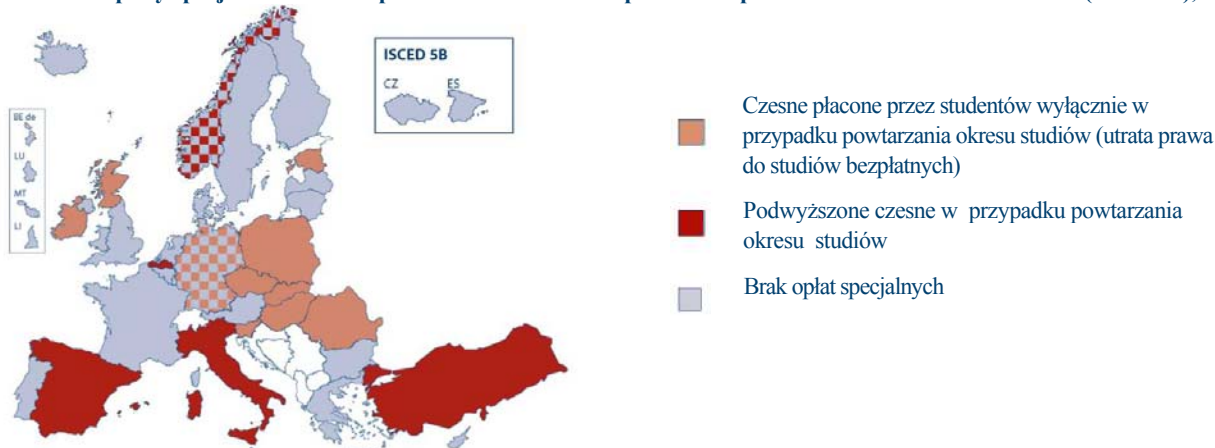 ISCED 5B
CZ
ES
BE de
LU
MT
LI
Czesne płacone przez studentów wyłącznie w
przypadku powtarzania okresu studiów (utrata prawa
do studiów bezpłatnych)
Podwyższone czesne w przypadku powtarzania
okresu studiów
Brak opłat specjalnych